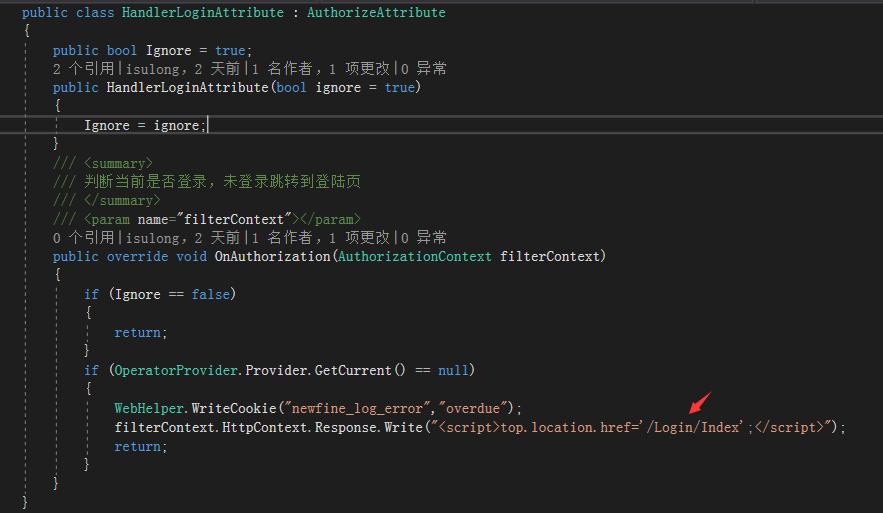 public class HandlerLoginAttribute : AuthorizeAttribute
{
public bool Ignore = true;
2 个引用|isulong, 2 天前|1 名作者, 1 项更改|0 异常
public HandlerLoginAttribute(bool ignore = true)
{
Ignore = ignore;
}
/// <summary>
/// 判断当前是否登录，未登录跳转到登陆页
/// </summary>
/// <param name="filterContext"></param>
0 个引用|isulong, 2 天前|1 名作者, 1 项更改|0 异常
public override void OnAuthorization(AuthorizationContext filterContext)
{
if (Ignore == false)
{
return;
}
if (OperatorProvider.Provider.GetCurrent() == null)
{
WebHelper.WriteCookie("newfine_log_error","overdue");
filterContext.HttpContext.Response.Write("<script>top.location.href='/Login/Index';</script>");
return;
}
}
}